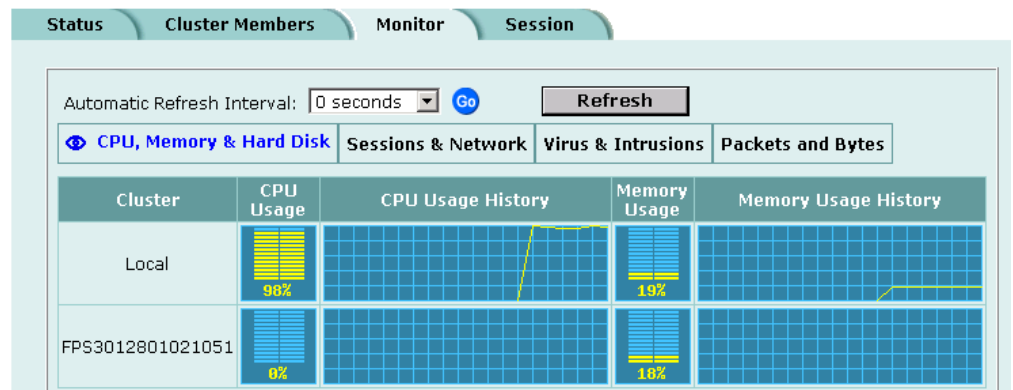 Status Cluster Members Monitor Session
Automatic Refresh Interval: 0 seconds Go Refresh
CPU, Memory & Hard Disk Sessions & Network Virus & Intrusions Packets and Bytes
Cluster CPU Usage CPU Usage History Memory Usage Memory Usage History
Local 98% 19%
FPS3012801021051 0% 18%